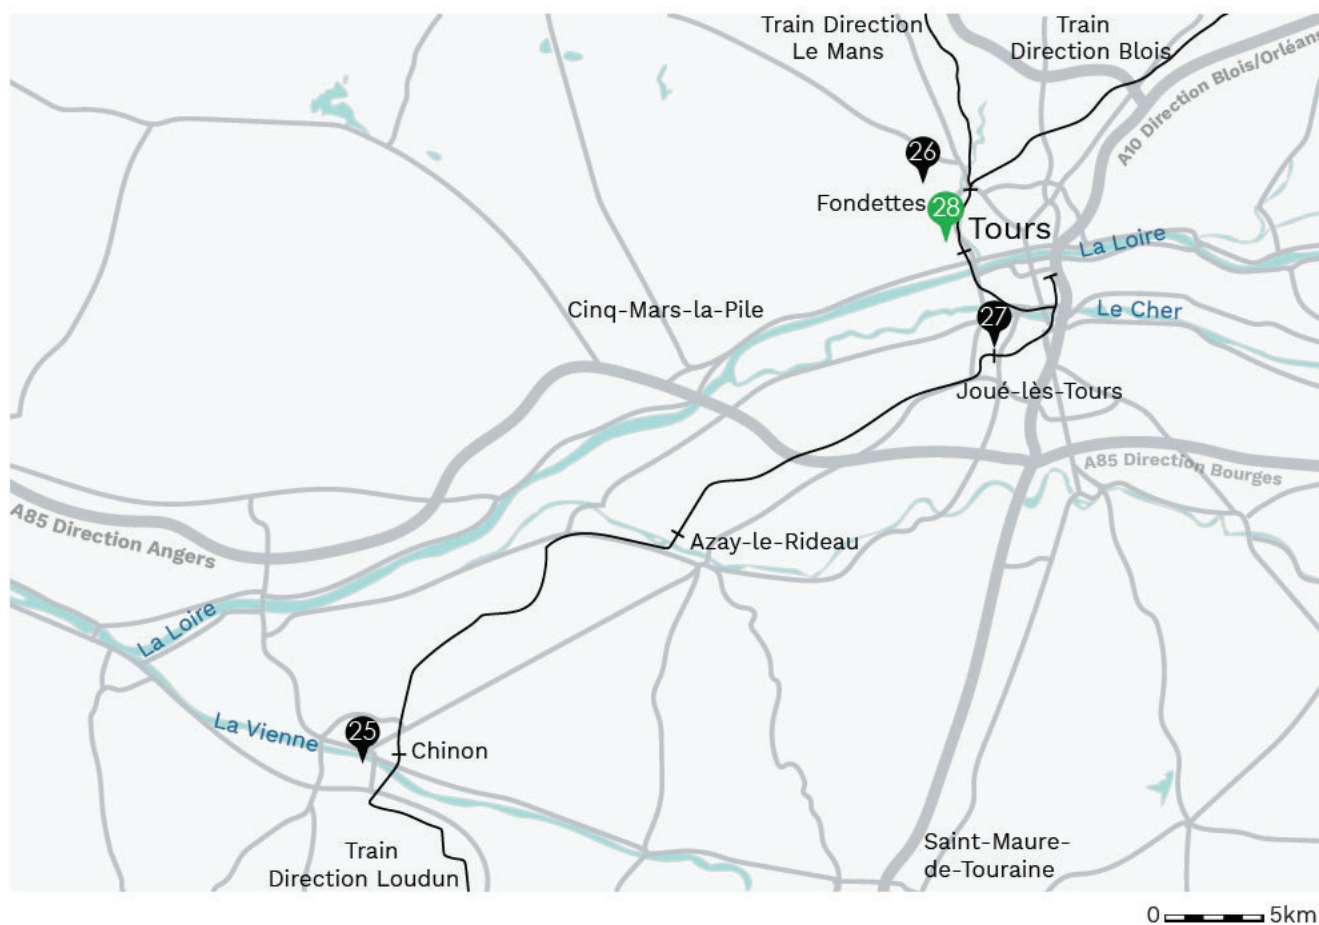 Train Direction
Le Mans
Train
Direction Blois
A10 Direction Blois/Orléans
26
Fondettes
28
Tours
La Loire
Cinq-Mars-la-Pile
27
Le Cher
Joué-lès-Tours
A85 Direction Bourges
A85 Direction Angers
Azay-le-Rideau
La Loire
La Vienne
25
Chinon
Train
Direction Loudun
Saint-Maure-
de-Touraine
0 5km